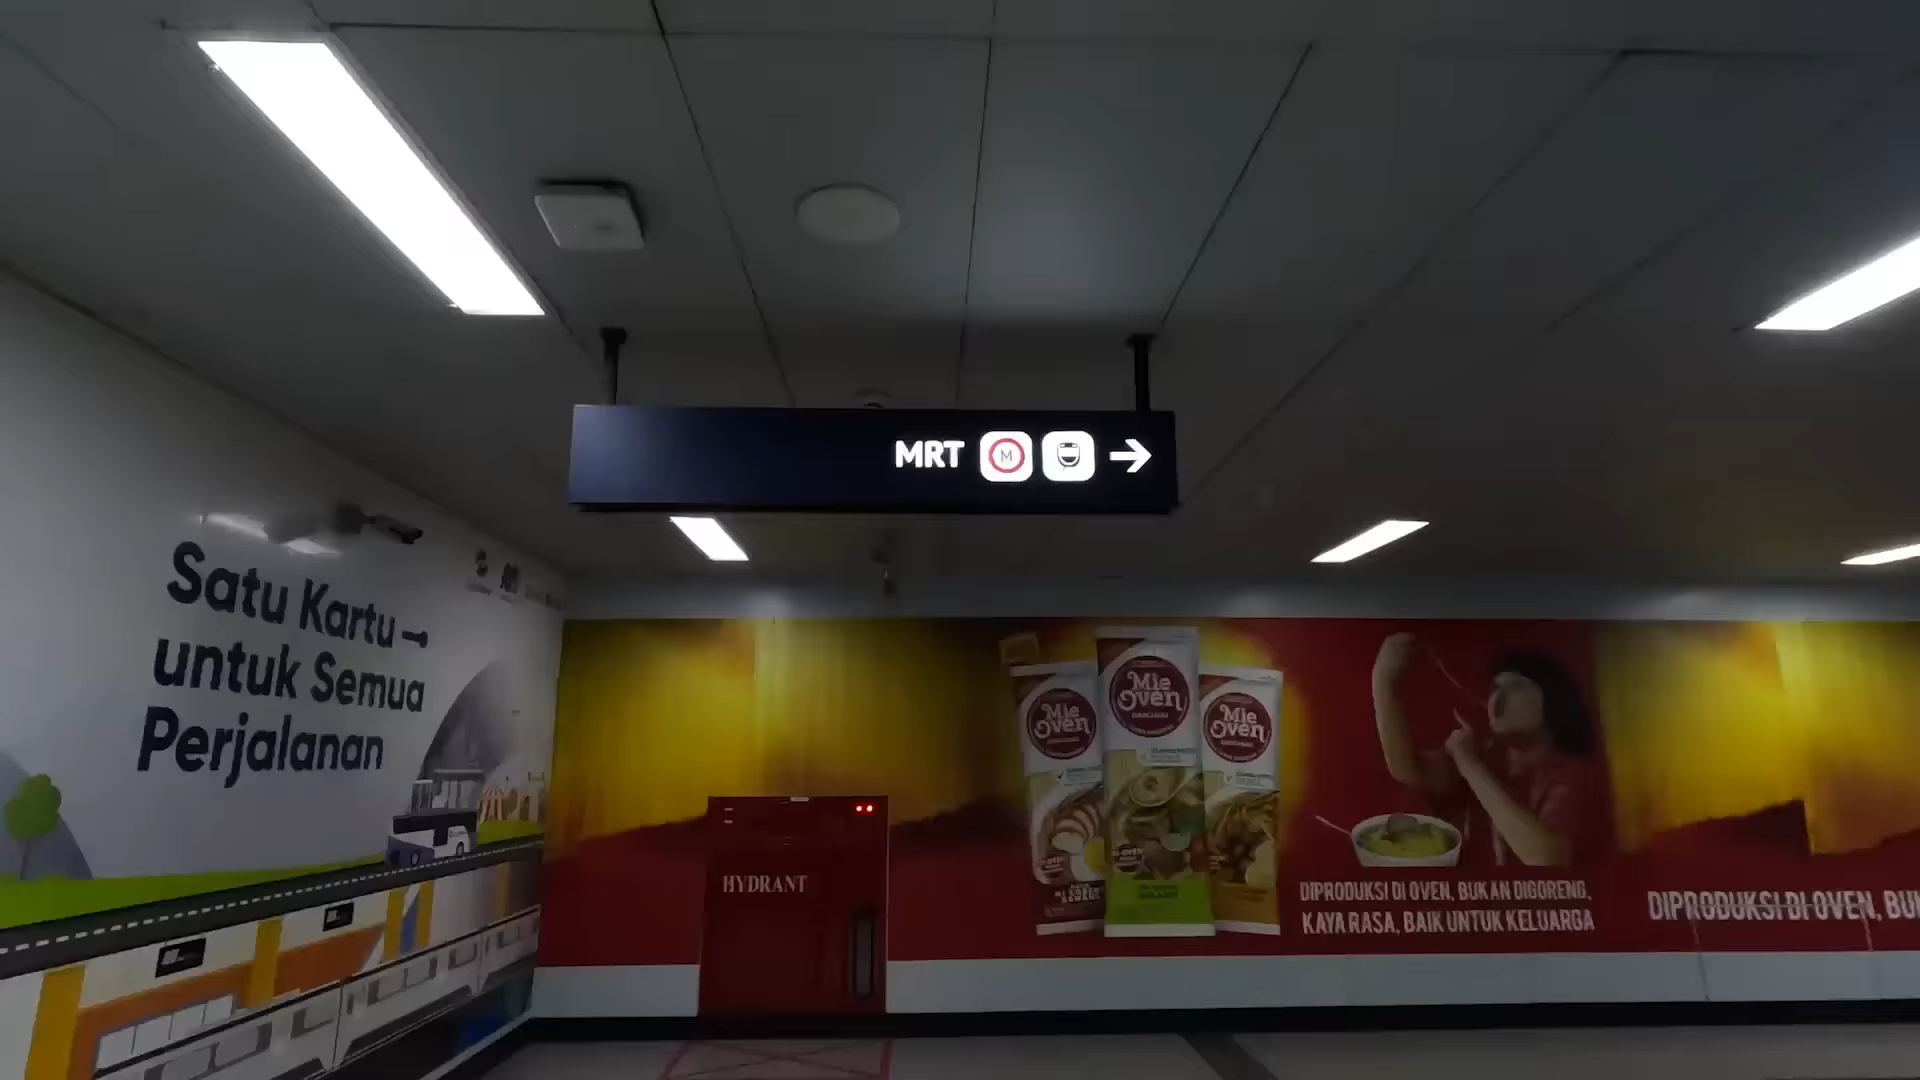 MRT M
Satu Kartu
untuk Semua
Perjalanan
Mie
Oven
Mie
Oven
Mie
Oven
HYDRANT
DIPRODUKSI DI OVEN, BUKAN DIGORENG,
KAYA RASA, BAIK UNTUK KELUARGA
DIPRODUKSI DI OVEN,